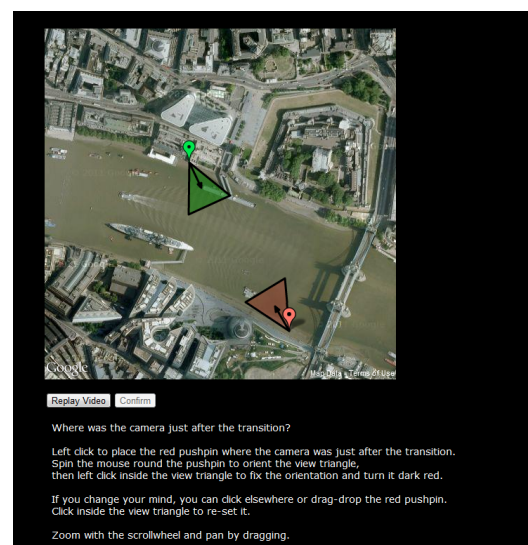 Google
Map Data - Terms of Use
Replay Video Confirm
Where was the camera just after the transition?
Left click to place the red pushpin where the camera was just after the transition.
Spin the mouse round the pushpin to orient the view triangle,
then left click inside the view triangle to fix the orientation and turn it dark red.
If you change your mind, you can click elsewhere or drag-drop the red pushpin.
Click inside the view triangle to re-set it.
Zoom with the scrollwheel and pan by dragging.